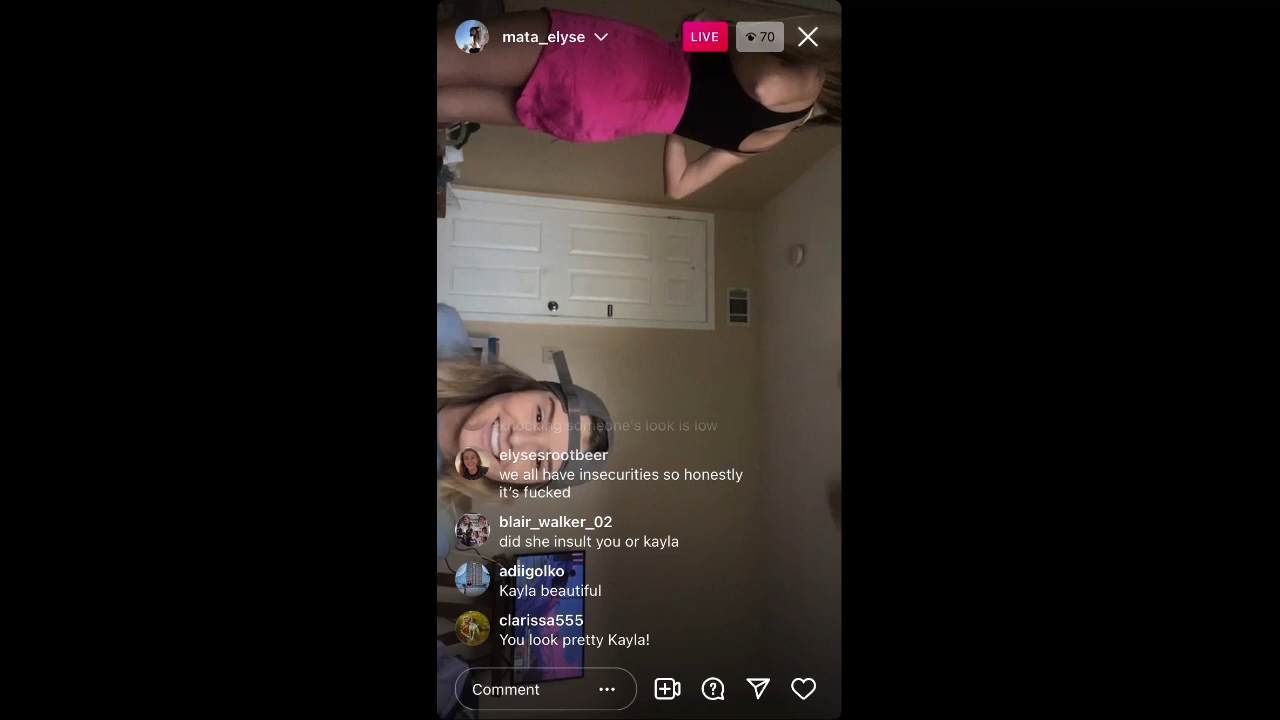 mata_elyse
LIVE
70
knocking someone's look is low
elysesrootbeer
we all have insecurities so honestly
it's fucked
blair_walker_02
did she insult you or kayla
adiigolko
Kayla beautiful
clarissa555
You look pretty Kayla!
Comment